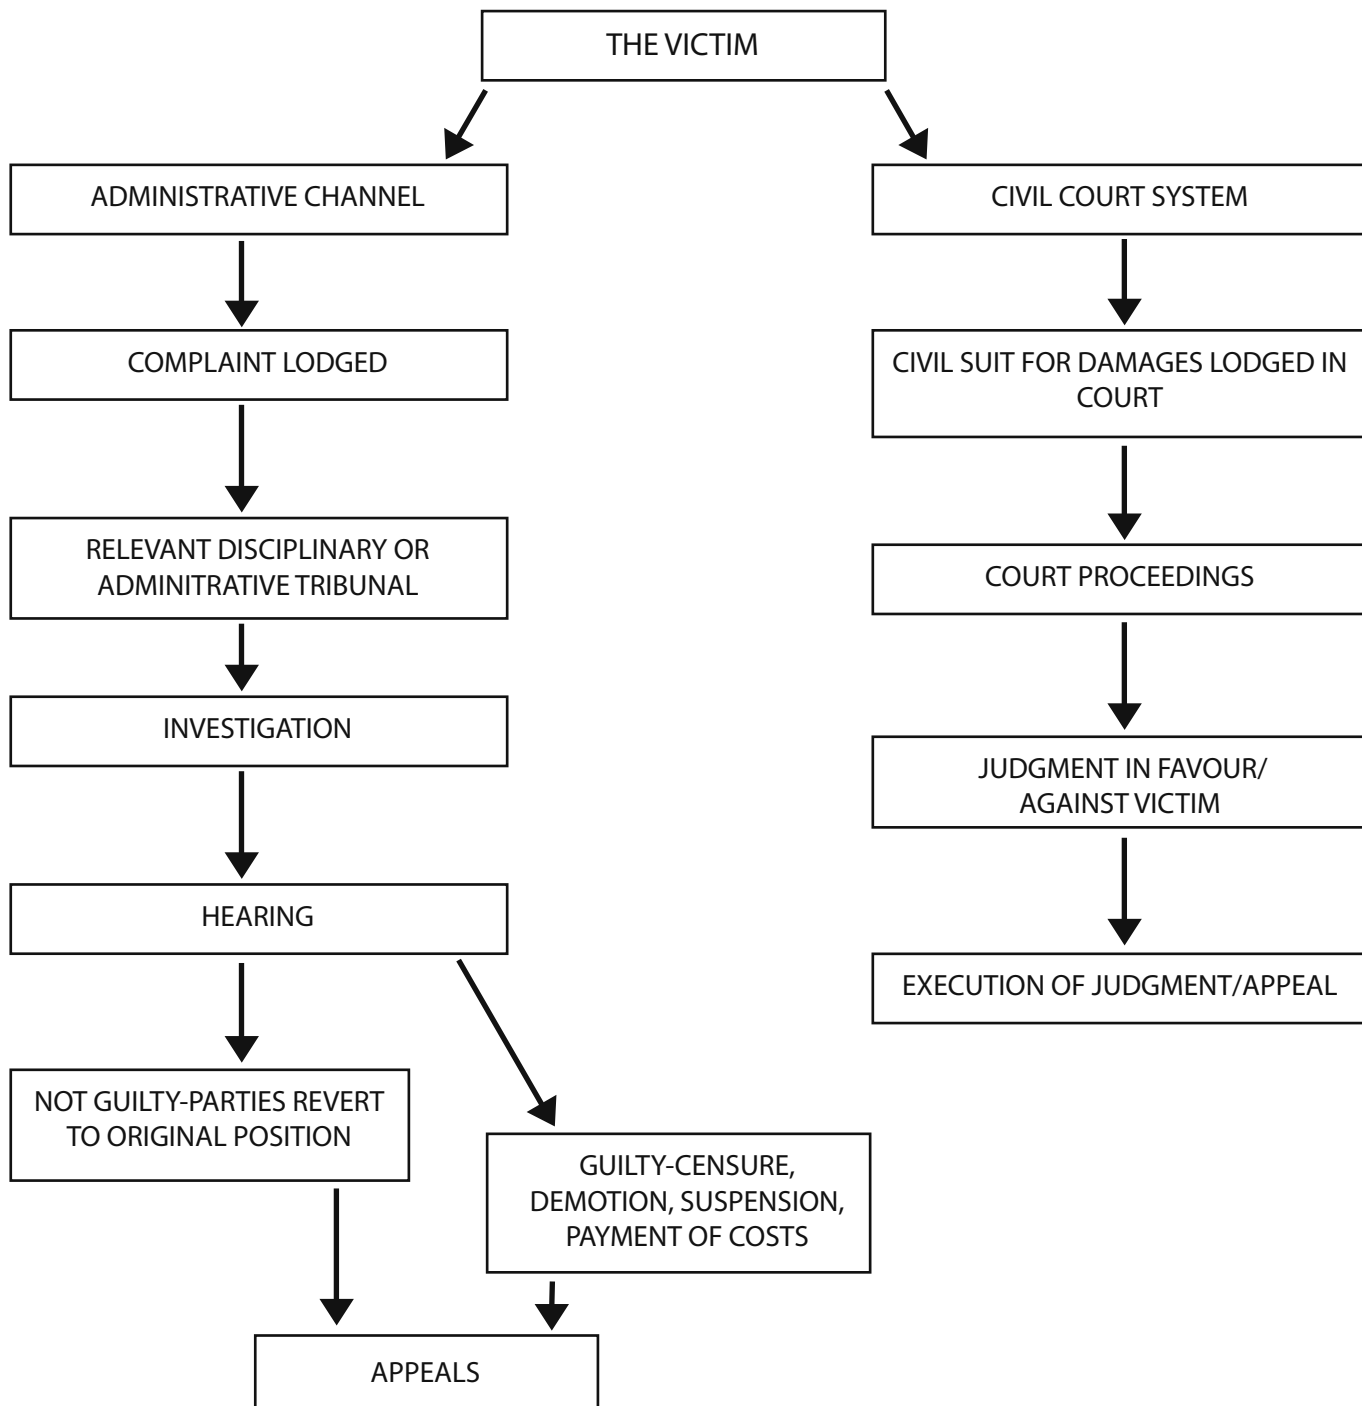 THE VICTIM
ADMINISTRATIVE CHANNEL
COMPLAINT LODGED
RELEVANT DISCIPLINARY OR
ADMINITRATIVE TRIBUNAL
INVESTIGATION
HEARING
NOT GUILTY-PARTIES REVERT
TO ORIGINAL POSITION
GUILTY-CENSURE,
DEMOTION, SUSPENSION,
PAYMENT OF COSTS
APPEALS
CIVIL COURT SYSTEM
CIVIL SUIT FOR DAMAGES LODGED IN
COURT
COURT PROCEEDINGS
JUDGMENT IN FAVOUR/
AGAINST VICTIM
EXECUTION OF JUDGMENT/APPEAL